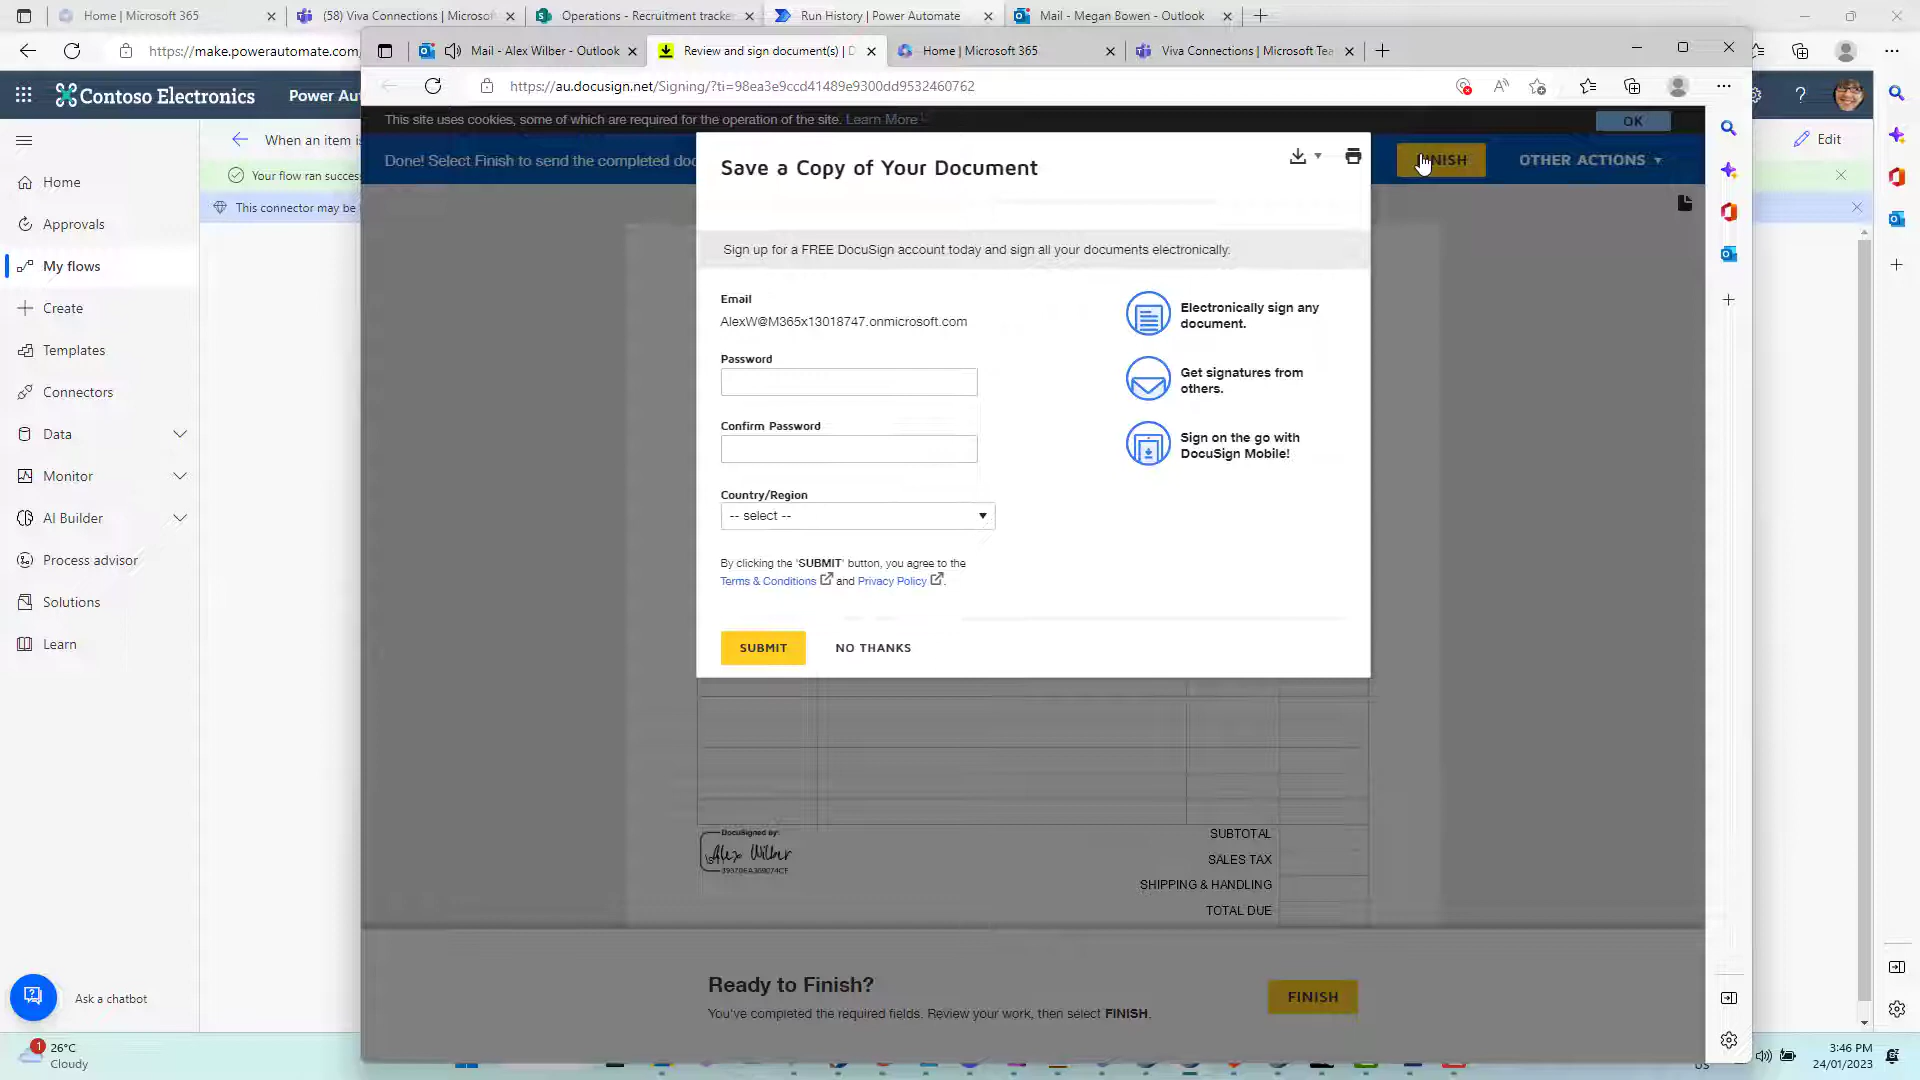 Home | Microsoft 365
(58) Viva Connections | Microsoft
Operations - Recruitment tracke
Run History | Power Automate
Mail - Megan Bowen - Outlook
https://make.powerautomate.com/
Mail - Alex Wilber - Outlook
Review and sign document(s) | D
Home | Microsoft 365
Viva Connections | Microsoft Tea
https://au.docusign.net/Signing/?ti=98ea3e9ccd41489e9300dd9532460762
Contoso Electronics
Power Aut
This site uses cookies, some of which are required for the operation of the site. Learn More
OK
When an item is
Done! Select Finish to send the completed doc
FINISH
OTHER ACTIONS
Edit
Your flow ran success
This connector may be
Home
Approvals
My flows
Create
Templates
Connectors
Data
Monitor
AI Builder
Process advisor
Solutions
Learn
Ask a chatbot
Save a Copy of Your Document
Sign up for a FREE DocuSign account today and sign all your documents electronically.
Email
AlexW@M365x13018747.onmicrosoft.com
Password
Confirm Password
Country/Region
-- select --
By clicking the 'SUBMIT' button, you agree to the
Terms & Conditions and Privacy Policy.
SUBMIT
NO THANKS
Electronically sign any
document.
Get signatures from
others.
Sign on the go with
DocuSign Mobile!
DocuSigned by:
Alex Wilber
SUBTOTAL
SALES TAX
SHIPPING & HANDLING
TOTAL DUE
Ready to Finish?
You've completed the required fields. Review your work, then select FINISH.
FINISH
1
26°C
Cloudy
US
3:46 PM
24/01/2023